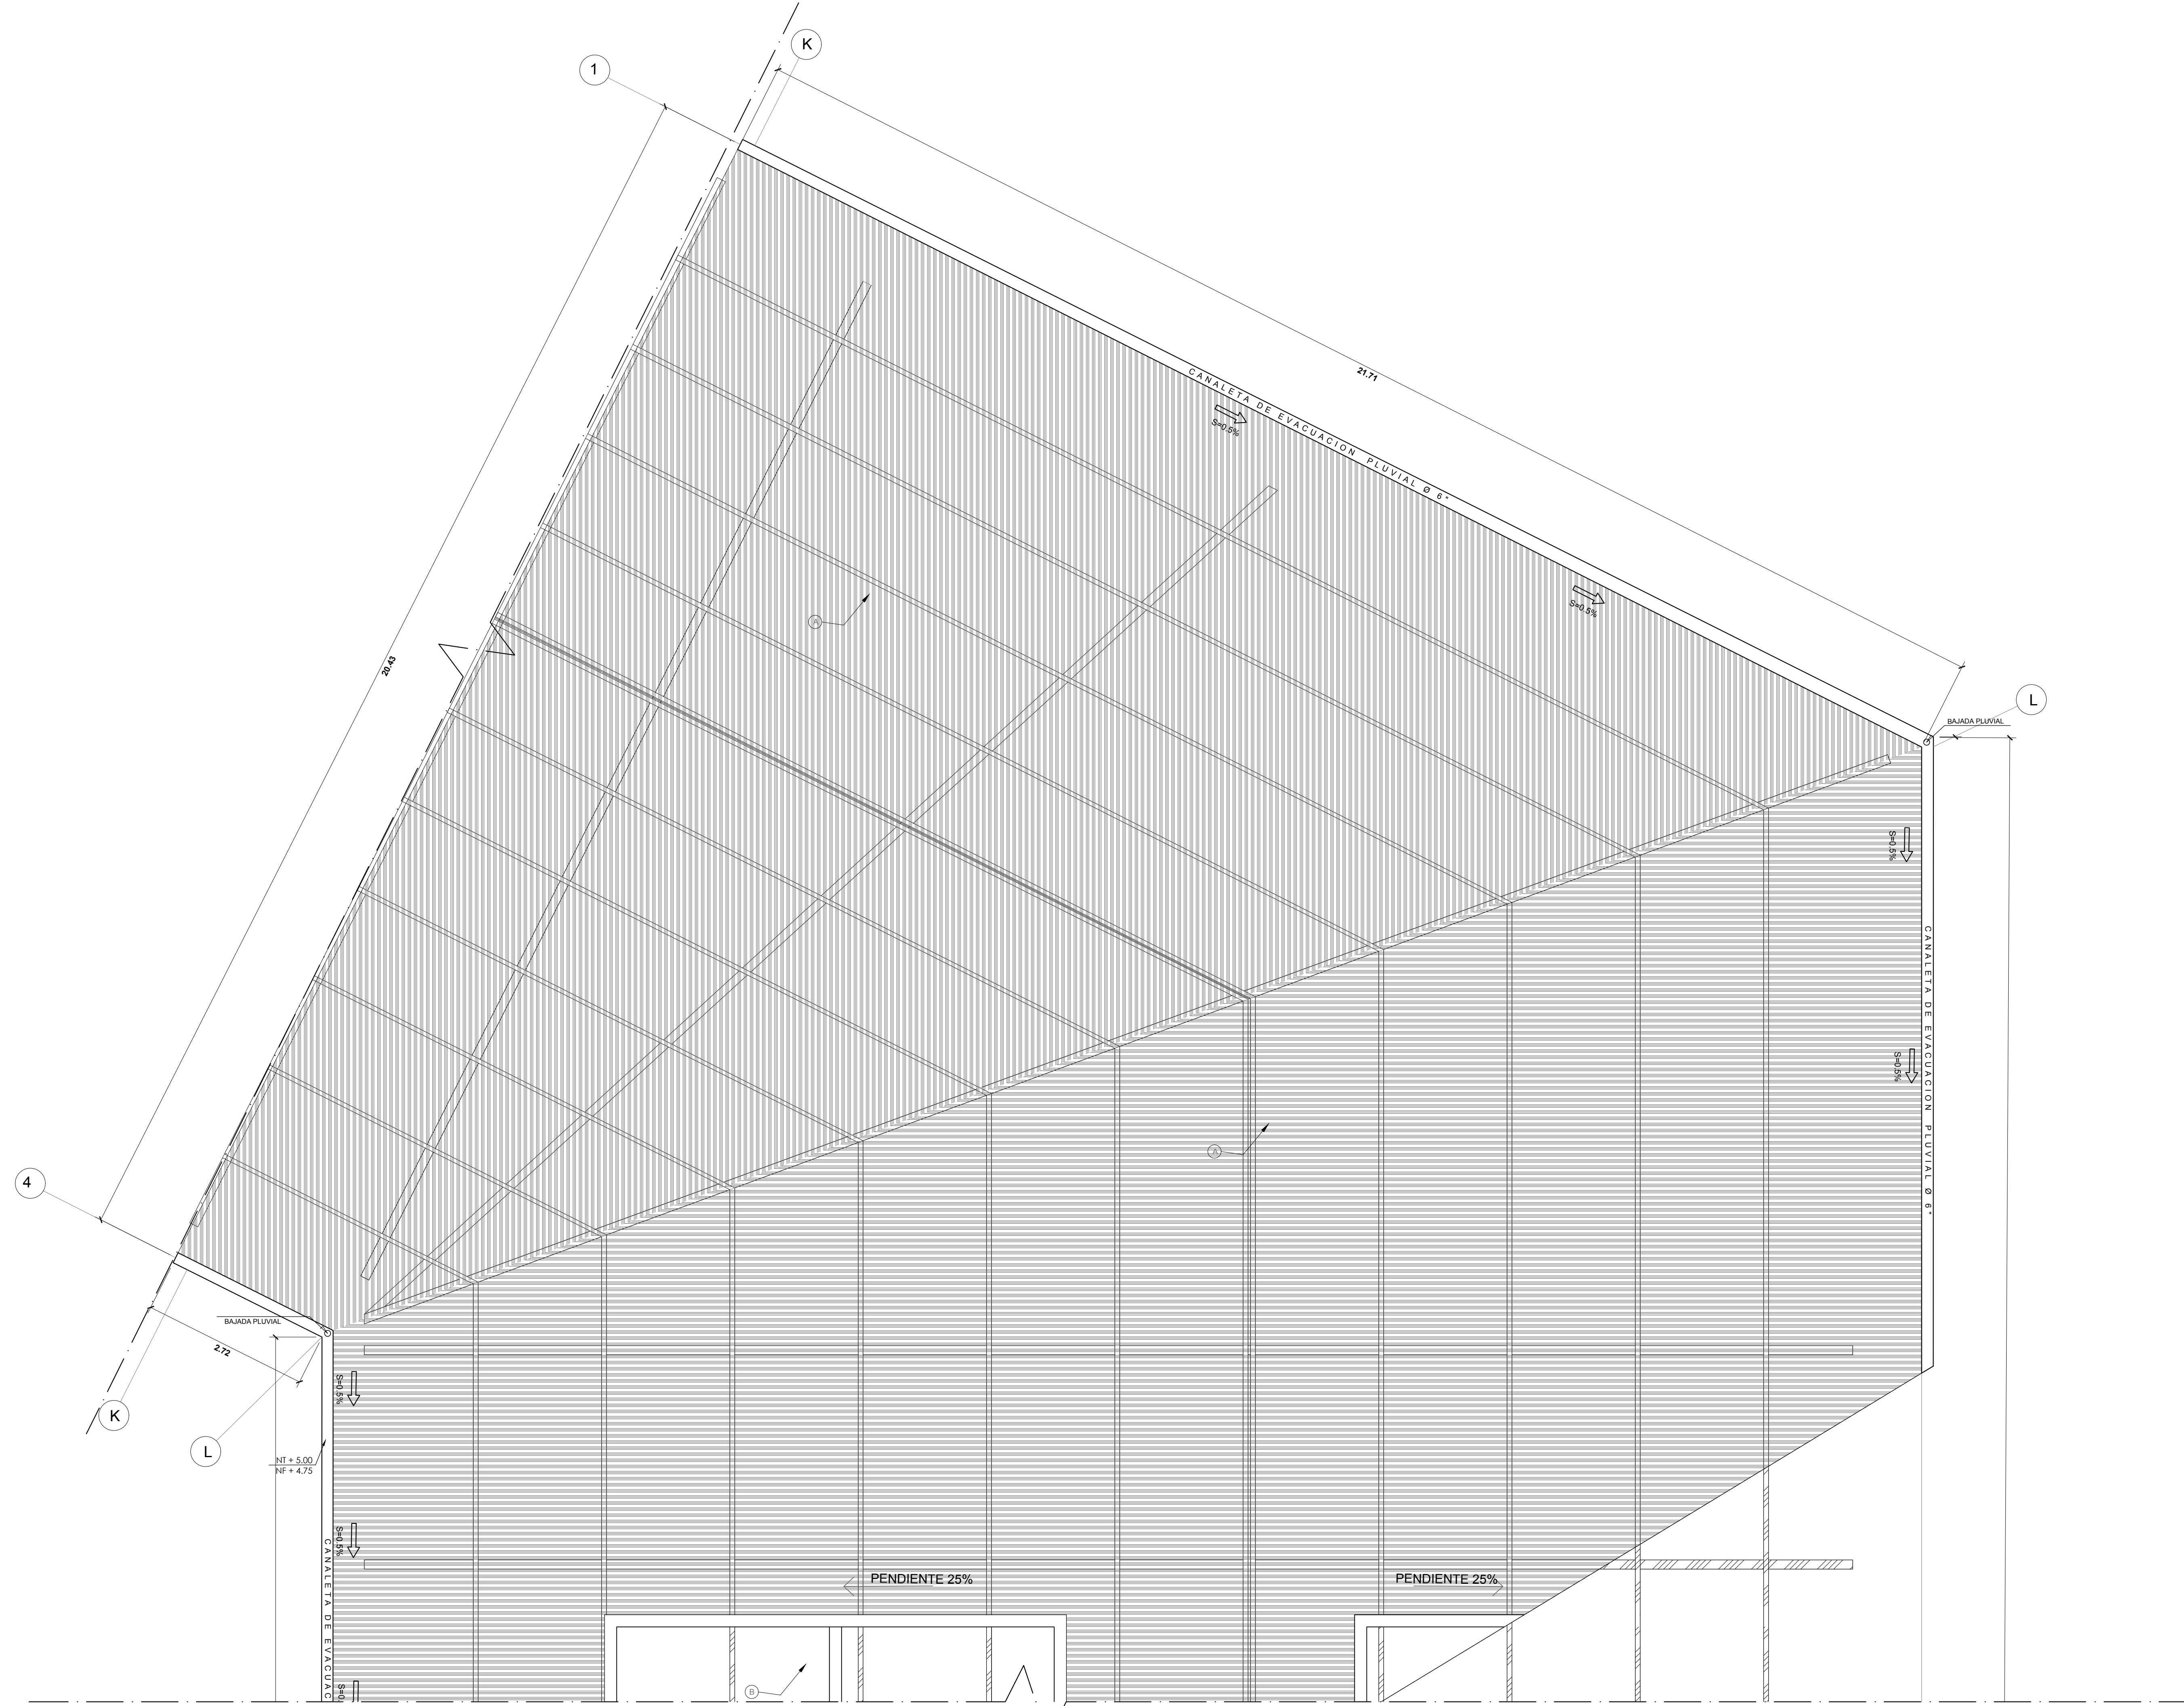 K
1
21.71
CANALETA DE EVACUACION PLUVIAL Ø 6"
S=0.5%
S=0.5%
A
20.43
L
BAJADA PLUVIAL
S=0.5%
CANALETA DE EVACUACION PLUVIAL Ø 6"
S=0.5%
A
4
BAJADA PLUVIAL
2.72
K
L
S=0.5%
NT + 5.00
NF + 4.75
S=0.5%
CANALETA DE EVACUAC
PENDIENTE 25%
PENDIENTE 25%
B
S=0.